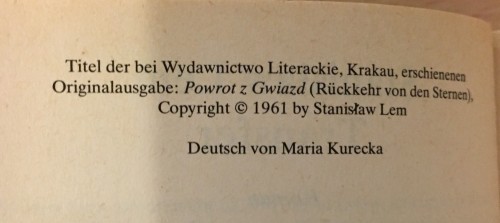 Titel der bei Wydawnictwo Literackie, Krakau, erschienenen
Originalausgabe: Powrot z Gwiazd (Rückkehr von den Sternen),
Copyright © 1961 by Stanisław Lem
Deutsch von Maria Kurecka